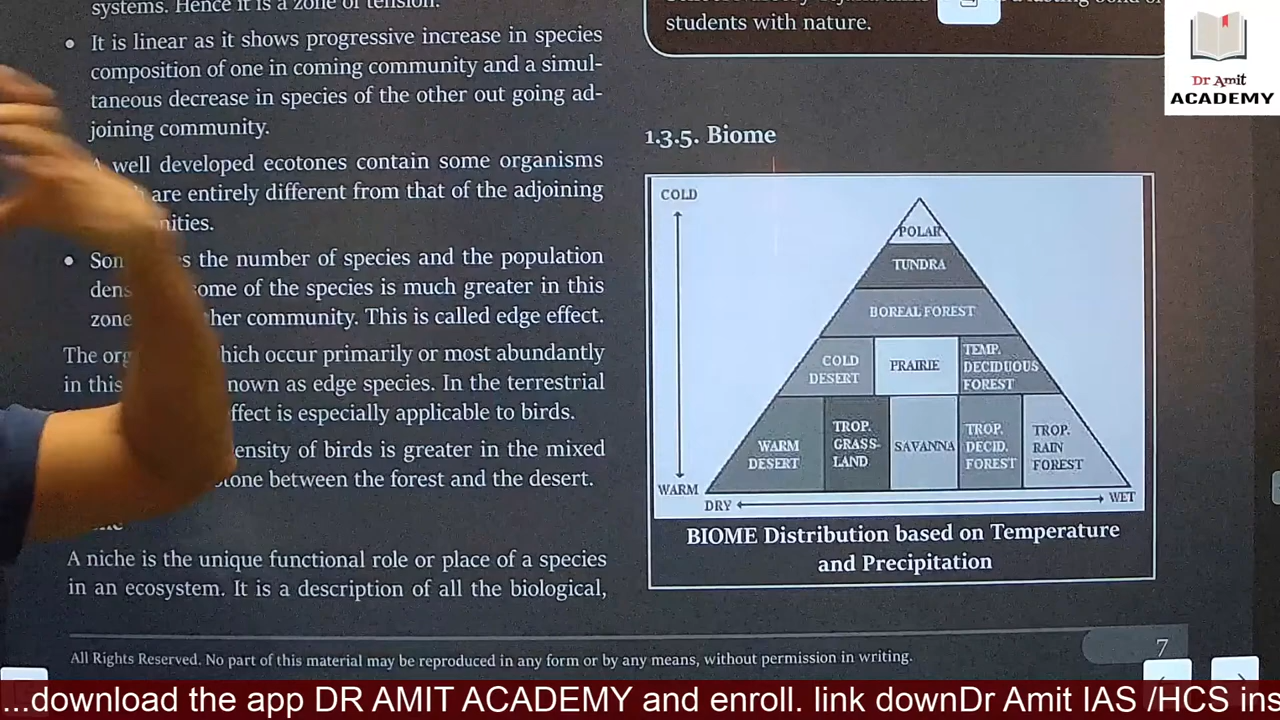 systems. Hence it is a zone of tension.
• It is linear as it shows progressive increase in species
composition of one in coming community and a simul-
taneous decrease in species of the other out going ad-
joining community.
well developed ecotones contain some organisms
are entirely different from that of the adjoining
• the number of species and the population
some of the species is much greater in this
zone community. This is called edge effect.
The which occur primarily or most abundantly
in this known as edge species. In the terrestrial
effect is especially applicable to birds.
of birds is greater in the mixed
between the forest and the desert.
A niche is the unique functional role or place of a species
in an ecosystem. It is a description of all the biological,
students with nature.
1.3.5. Biome
COLD
WARM
DRY
WET
POLAR
TUNDRA
BOREAL FOREST
COLD
DESERT
PRAIRIE
TEMP.
DECIDUOUS
FOREST
WARM
DESERT
TROP.
GRASS-
LAND
SAVANNA
TROP.
DECID.
FOREST
TROP.
RAIN
FOREST
BIOME Distribution based on Temperature
and Precipitation
7
All Rights Reserved. No part of this material may be reproduced in any form or by any means, without permission in writing.
Dr Amit
ACADEMY
...download the app DR AMIT ACADEMY and enroll. link downDr Amit IAS /HCS ins